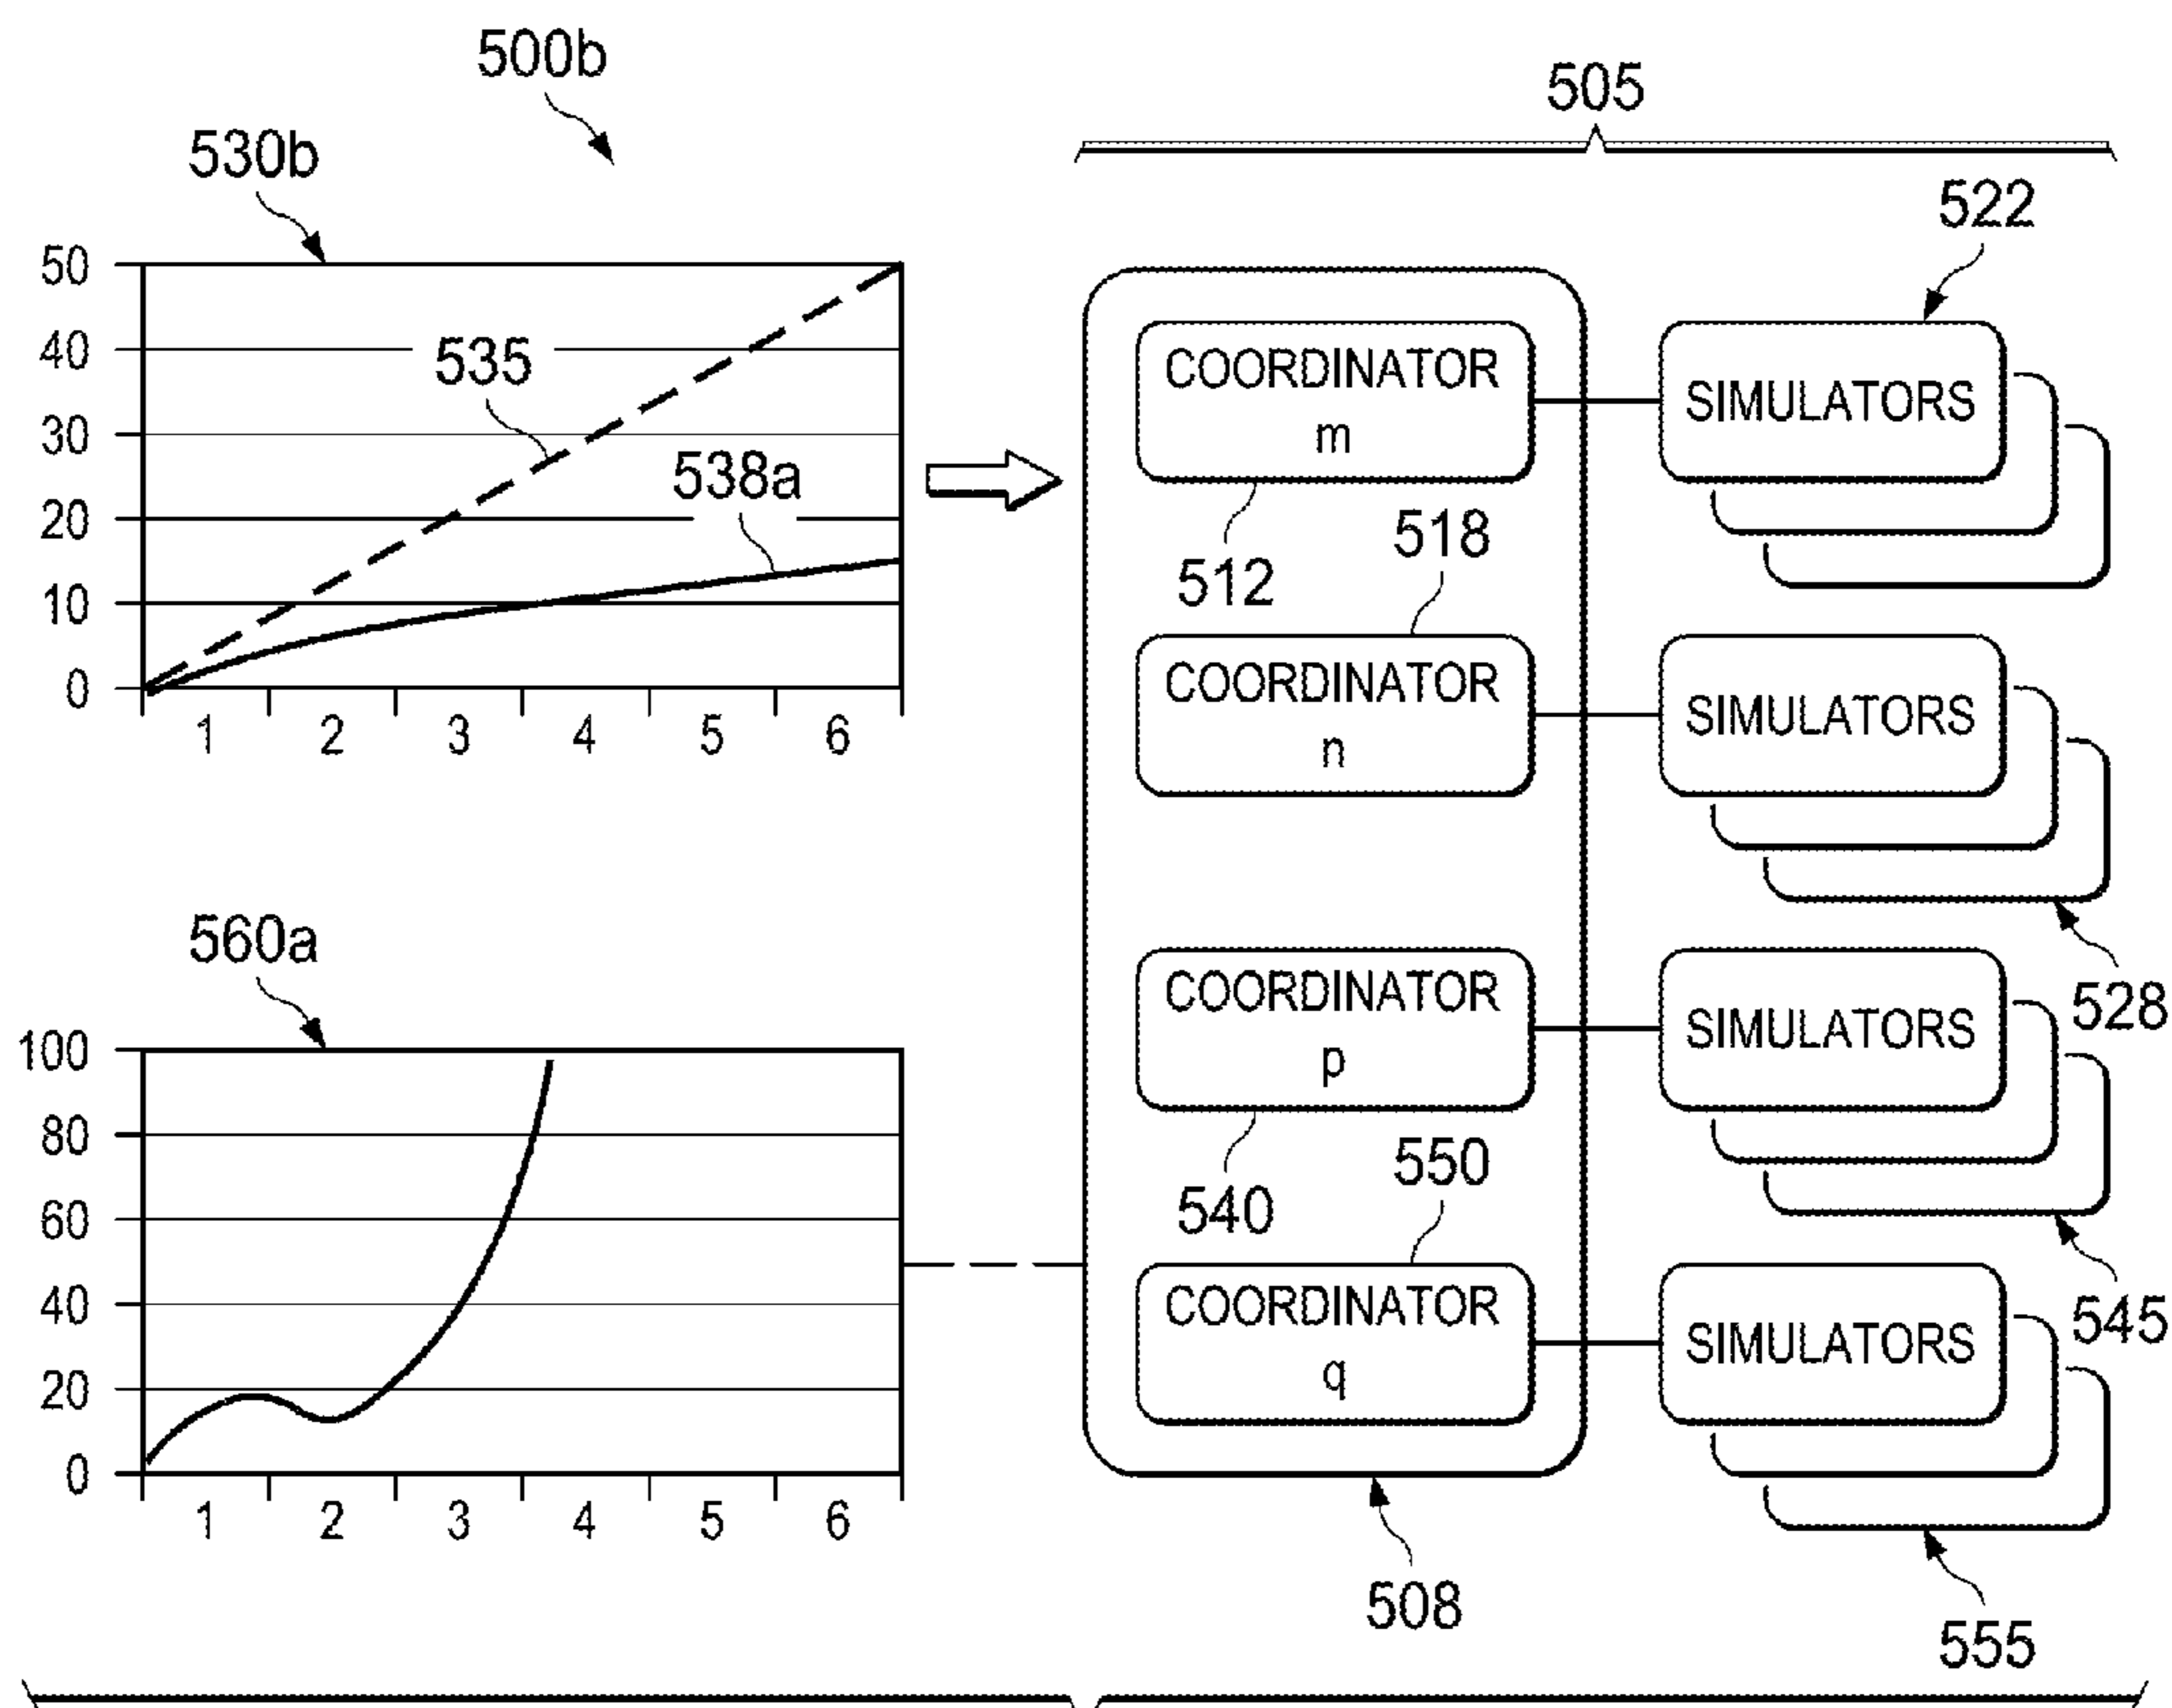 500b
530b
50
40
30
20
10
0
535
538a
1 2 3 4 5 6
560a
100
80
60
40
20
0
1 2 3 4 5 6
505
522
COORDINATOR
m
SIMULATORS
512
518
COORDINATOR
n
SIMULATORS
528
COORDINATOR
p
SIMULATORS
540
550
545
COORDINATOR
q
SIMULATORS
508
555